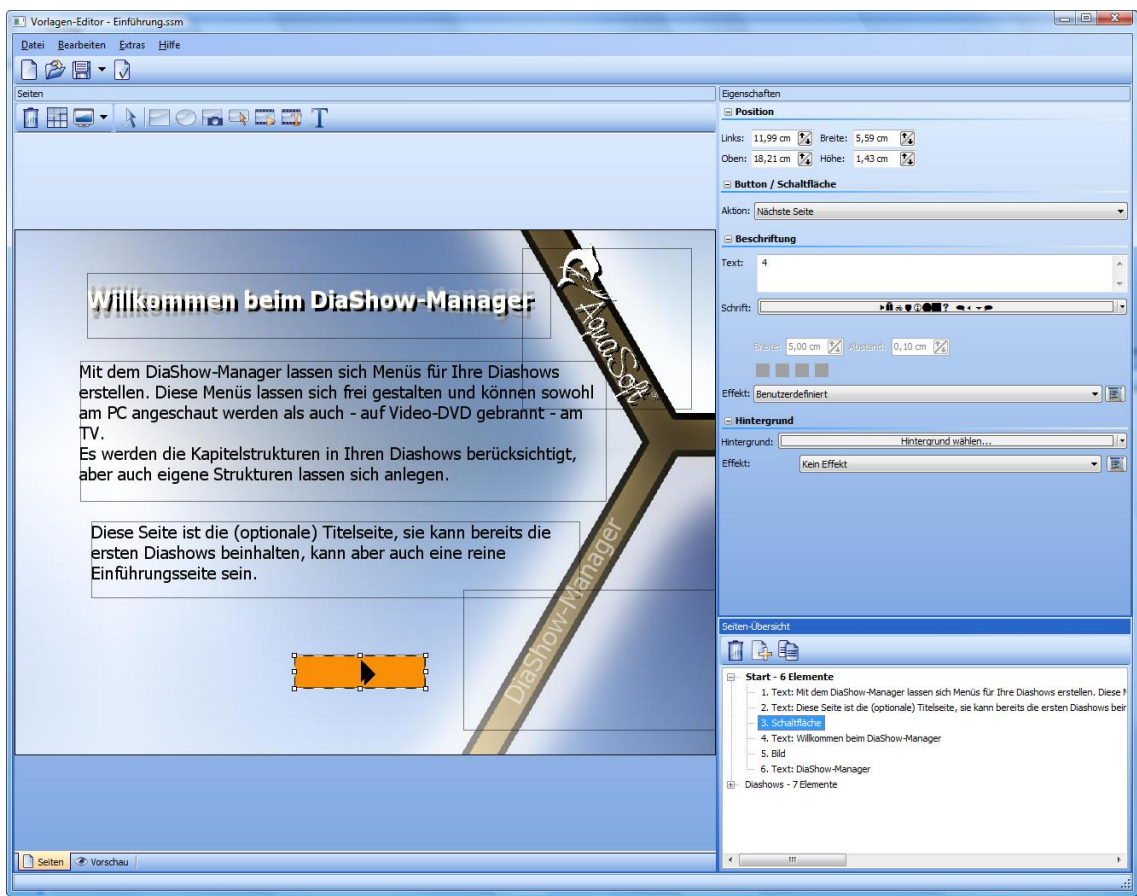 Vorlagen-Editor - Einführung.ssm
Datei Bearbeiten Extras Hilfe
Seiten
T
Willkommen beim DiaShow-Manager
AquaSoft
Mit dem DiaShow-Manager lassen sich Menüs für Ihre Diashows
erstellen. Diese Menüs lassen sich frei gestalten und können sowohl
am PC angeschaut werden als auch - auf Video-DVD gebrannt - am
TV.
Es werden die Kapitelstrukturen in Ihren Diashows berücksichtigt,
aber auch eigene Strukturen lassen sich anlegen.
Diese Seite ist die (optionale) Titelseite, sie kann bereits die
ersten Diashows beinhalten, kann aber auch eine reine
Einführungsseite sein.
DiaShow-Manager
Seiten Vorschau
Eigenschaften
Position
Links: 11,99 cm Breite: 5,59 cm
Oben: 18,21 cm Höhe: 1,43 cm
Button / Schaltfläche
Aktion: Nächste Seite
Beschriftung
Text: 4
Schrift:
Breite: 5,00 cm Abstand: 0,10 cm
Effekt: Benutzerdefiniert
Hintergrund
Hintergrund: Hintergrund wählen...
Effekt: Kein Effekt
Seiten-Übersicht
Start - 6 Elemente
1. Text: Mit dem DiaShow-Manager lassen sich Menüs für Ihre Diashows erstellen. Diese M
2. Text: Diese Seite ist die (optionale) Titelseite, sie kann bereits die ersten Diashows bein
3. Schaltfläche
4. Text: Willkommen beim DiaShow-Manager
5. Bild
6. Text: DiaShow-Manager
Diashows - 7 Elemente